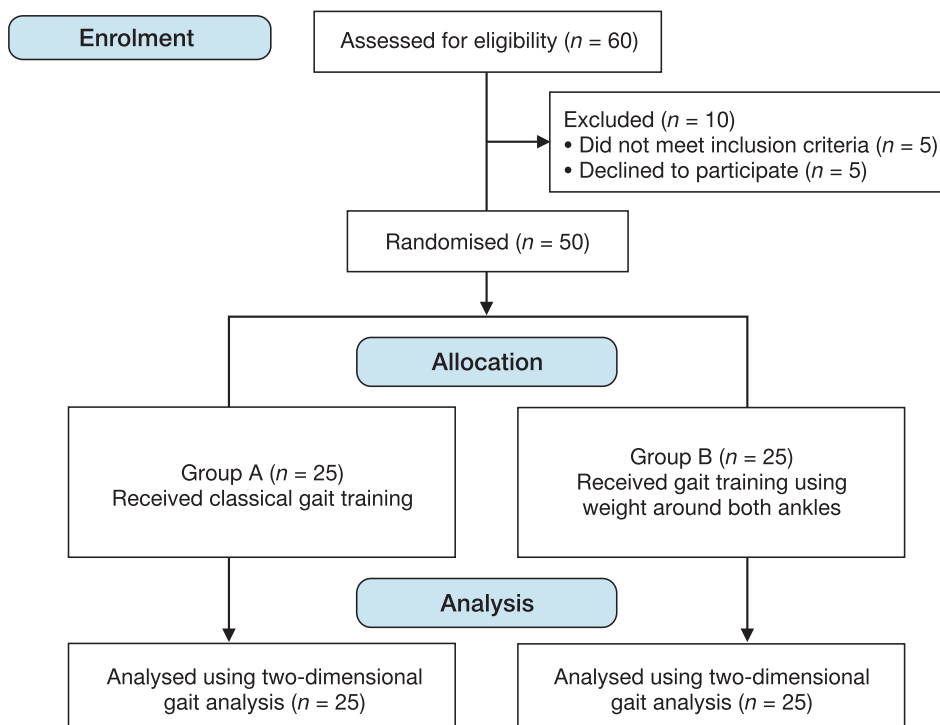 Enrolment
Assessed for eligibility (n = 60)
Excluded (n = 10)
• Did not meet inclusion criteria (n = 5)
• Declined to participate (n = 5)
Randomised (n = 50)
Allocation
Group A (n = 25)
Received classical gait training
Group B (n = 25)
Received gait training using
weight around both ankles
Analysis
Analysed using two-dimensional
gait analysis (n = 25)
Analysed using two-dimensional
gait analysis (n = 25)